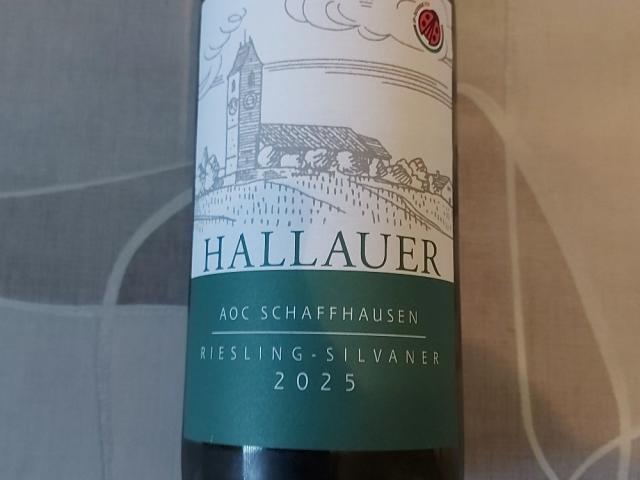 HALLAUER
AOC SCHAFFHAUSEN
RIESLING-SILVANER
2025